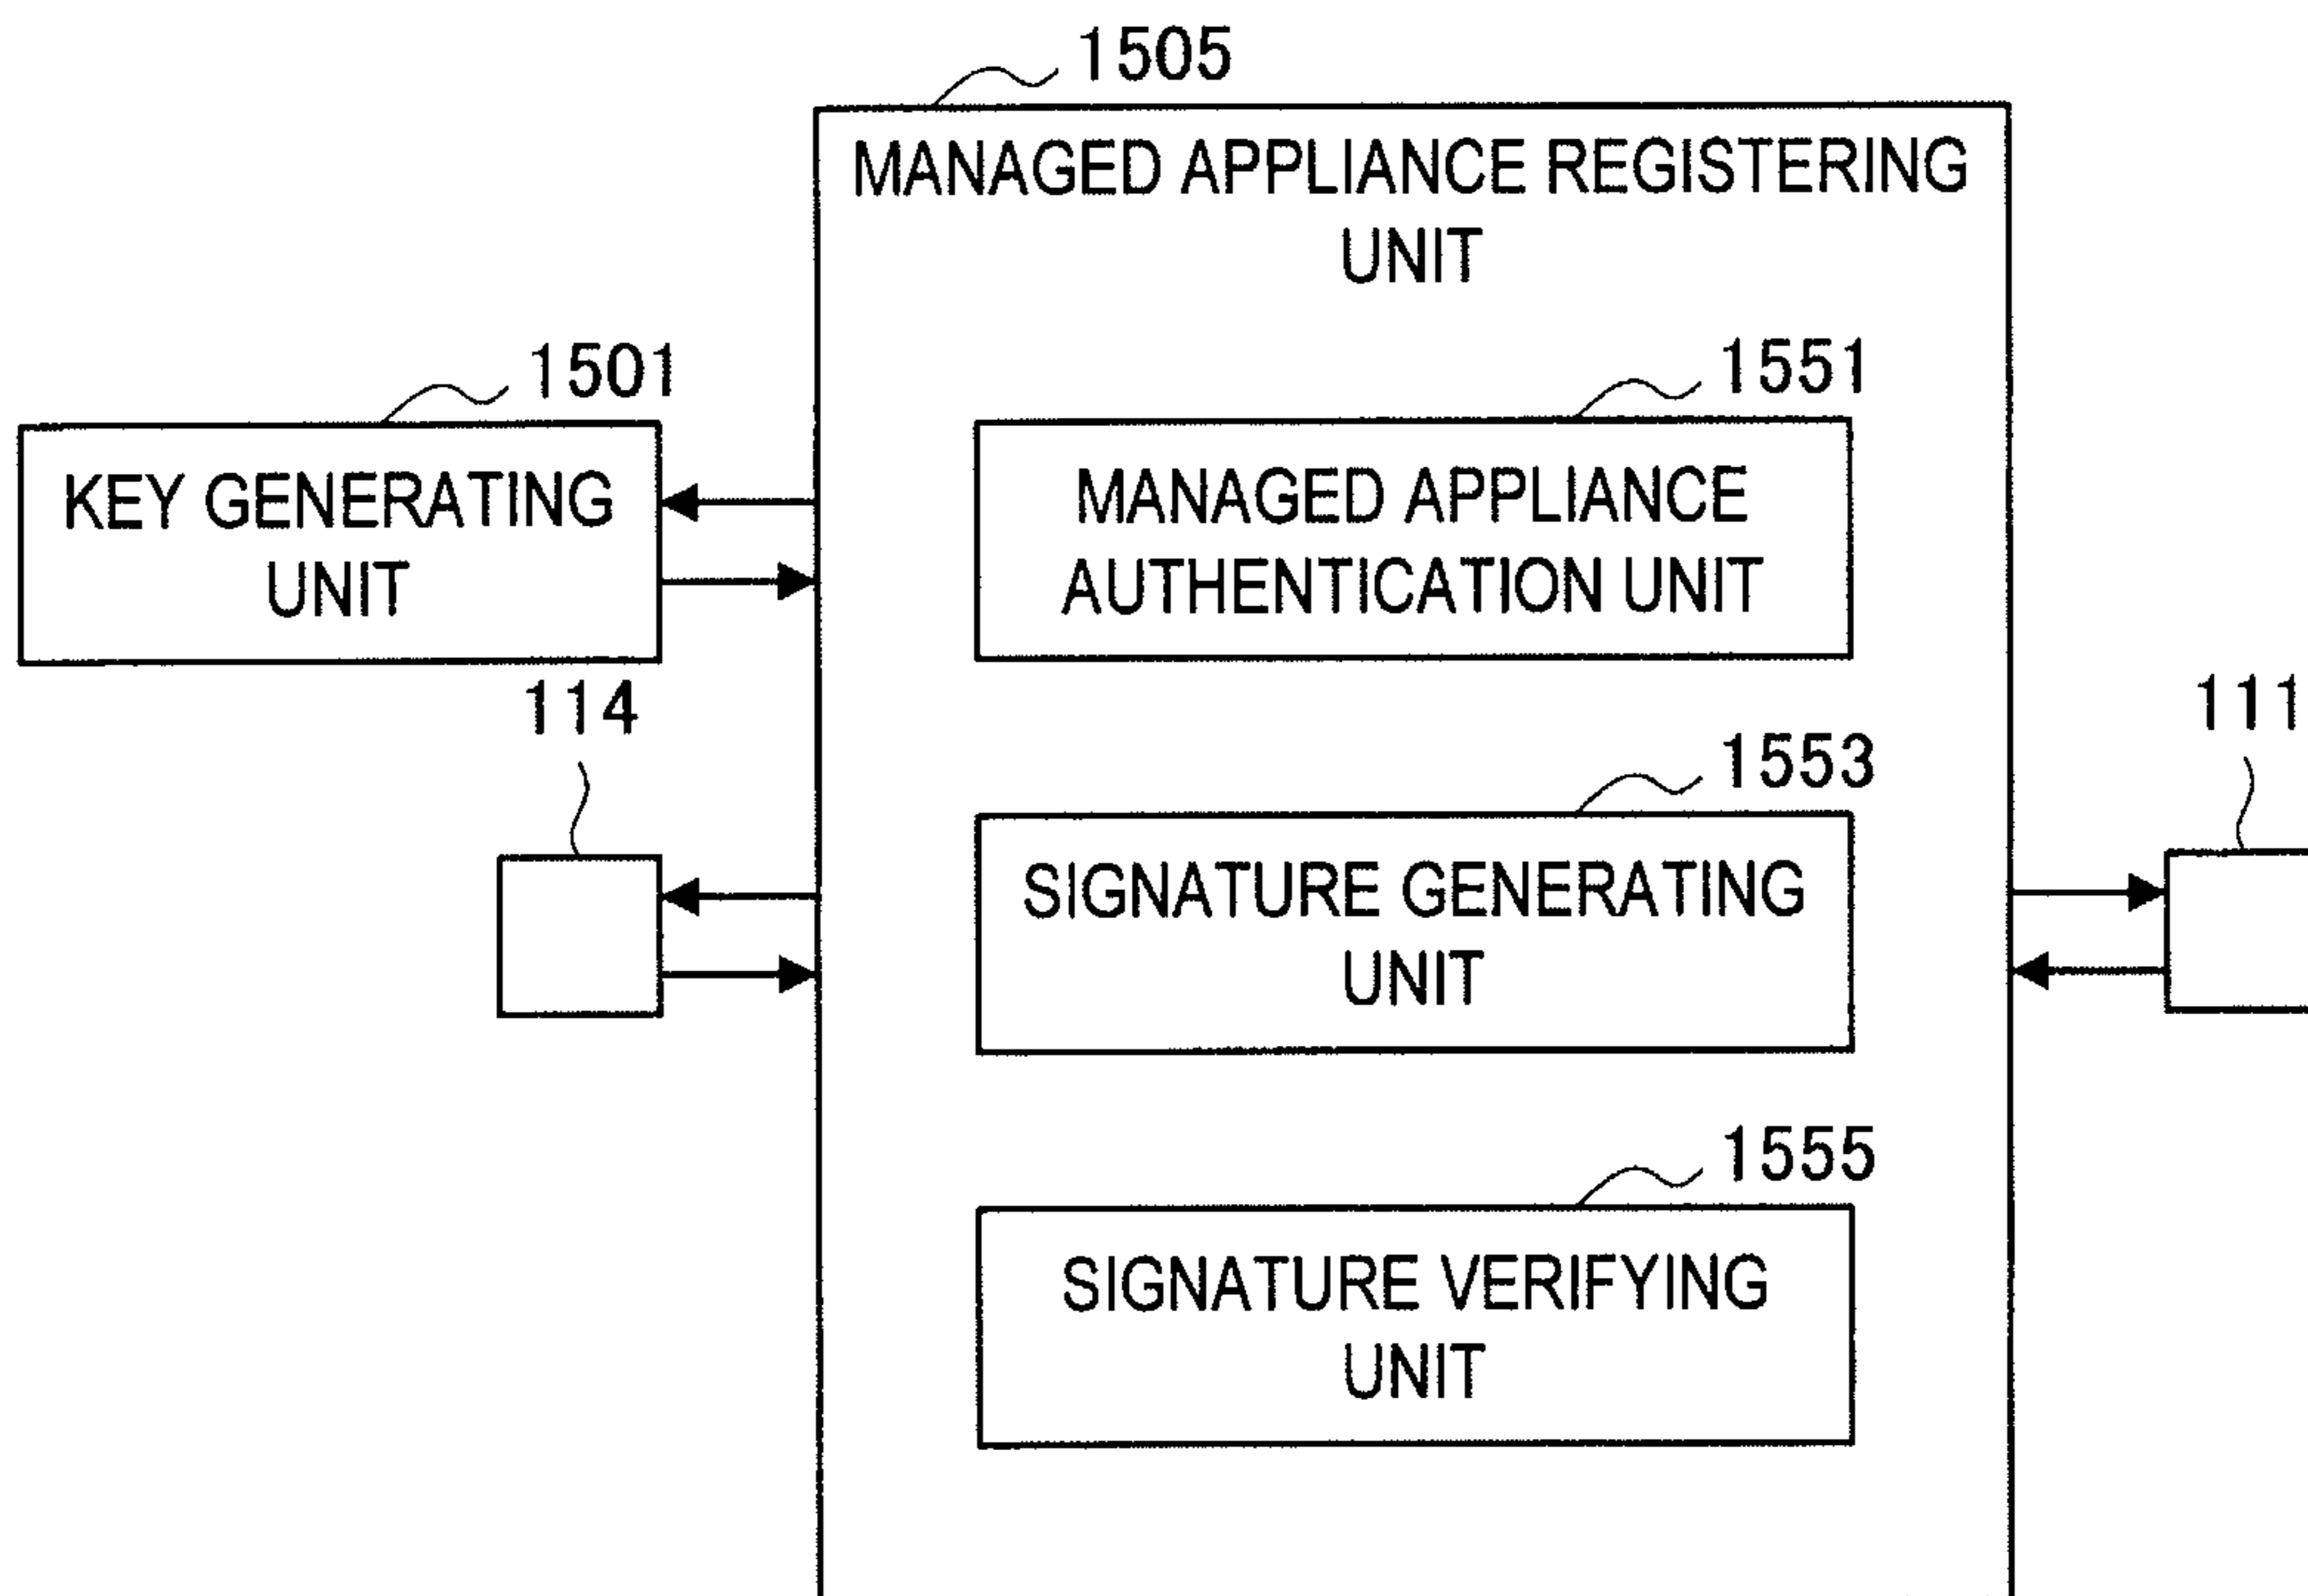 1505
MANAGED APPLIANCE REGISTERING
UNIT
1501
KEY GENERATING
UNIT
1551
MANAGED APPLIANCE
AUTHENTICATION UNIT
114
111
1553
SIGNATURE GENERATING
UNIT
1555
SIGNATURE VERIFYING
UNIT